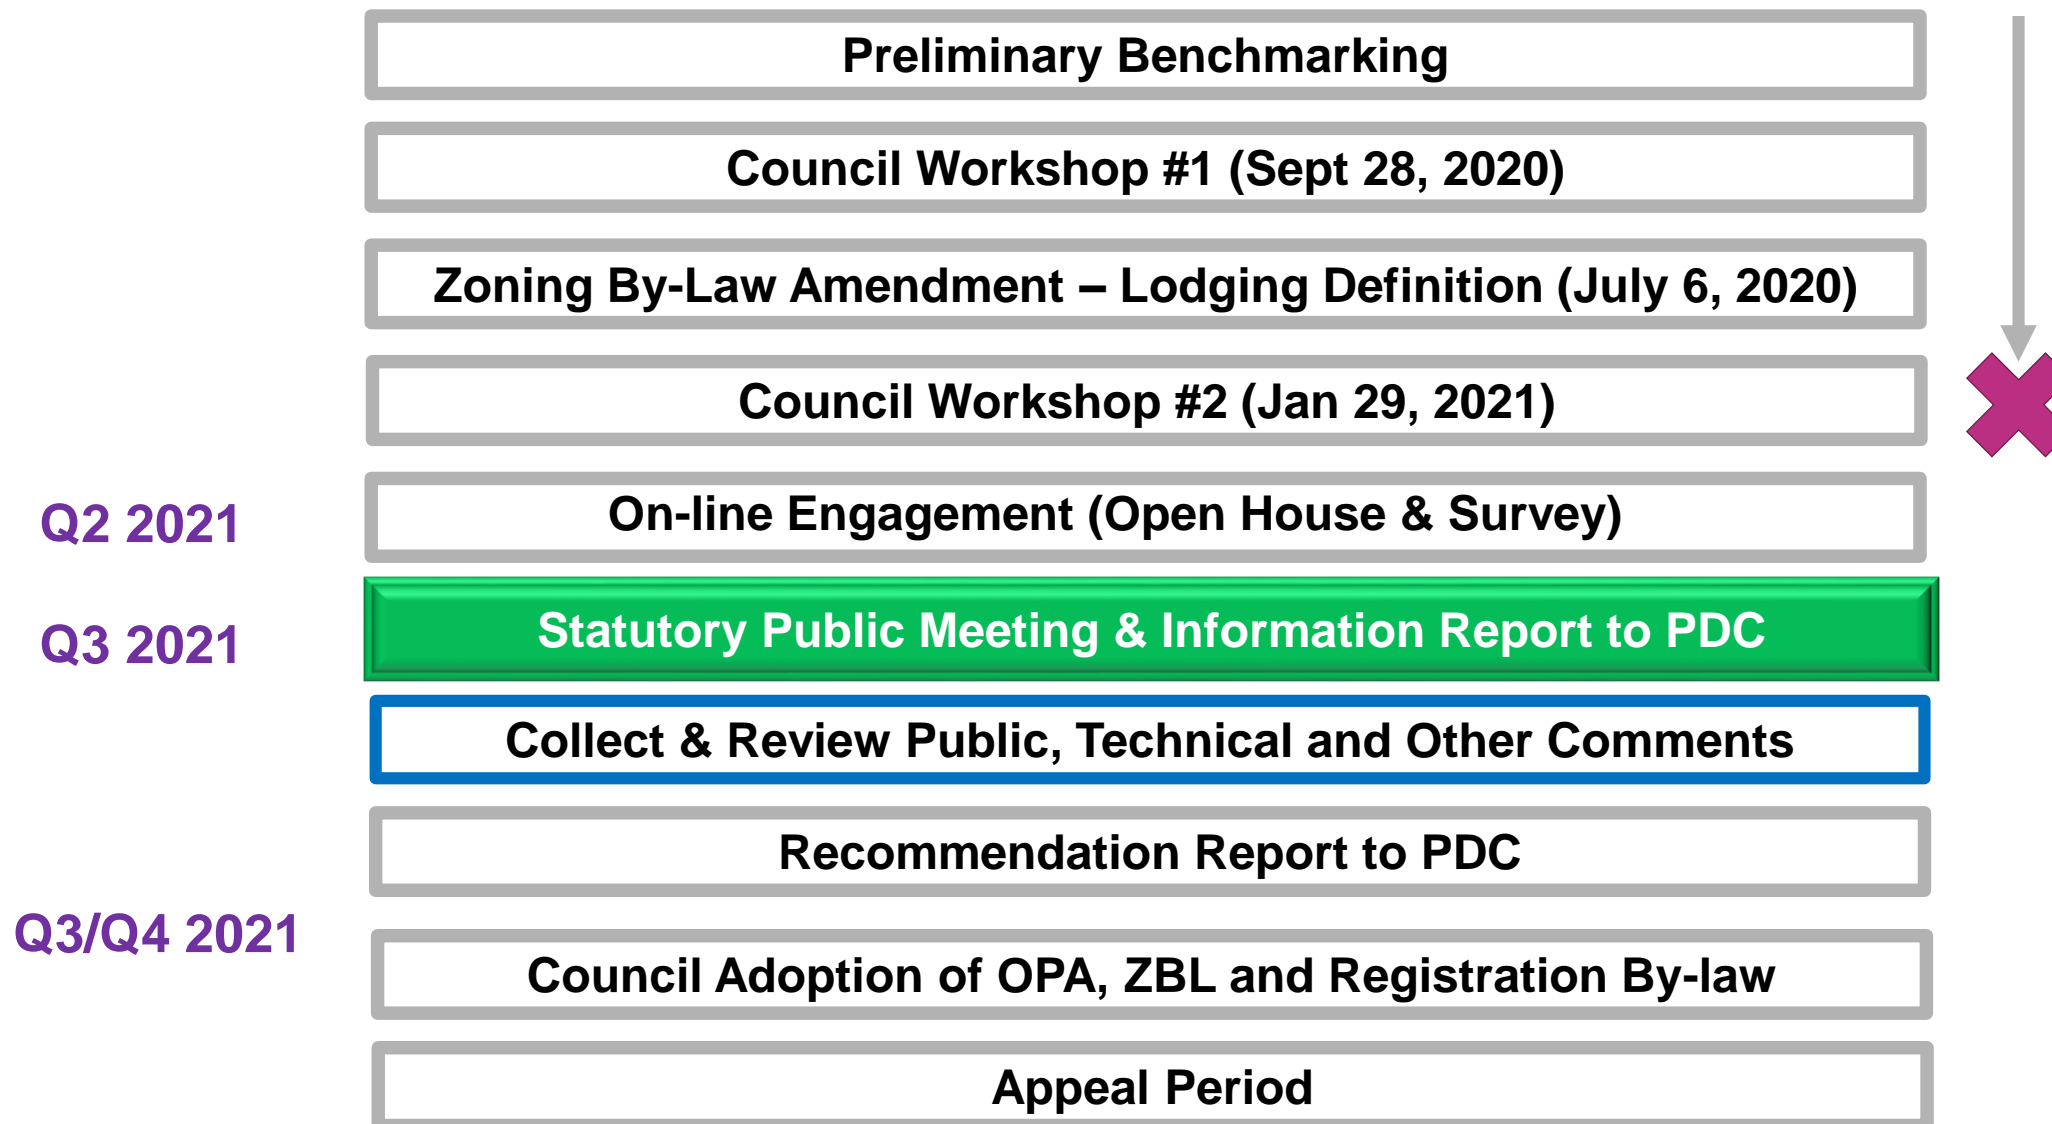 Preliminary Benchmarking
Council Workshop #1 (Sept 28, 2020)
Zoning By-Law Amendment – Lodging Definition (July 6, 2020)
Council Workshop #2 (Jan 29, 2021)
Q2 2021
On-line Engagement (Open House & Survey)
Q3 2021
Statutory Public Meeting & Information Report to PDC
Collect & Review Public, Technical and Other Comments
Recommendation Report to PDC
Q3/Q4 2021
Council Adoption of OPA, ZBL and Registration By-law
Appeal Period